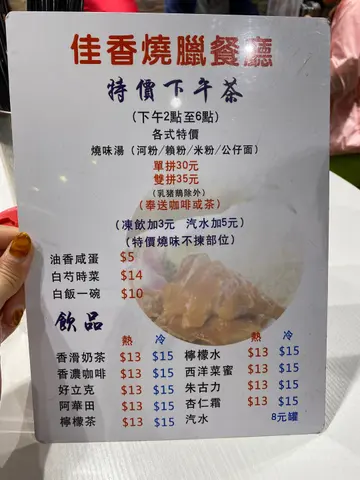 佳香燒臘餐廳
特價下午茶
(下午2點至6點)
各式特價
燒味湯(河粉/賴粉/米粉/公仔面)
單拼30元
雙拼35元
(乳豬鵝除外)
(奉送咖啡或茶)
(凍飲加3元 汽水加5元)
(特價燒味不揀部位)
油香咸蛋 $5
白芍時菜 $14
白飯一碗 $10
飲品
熱 冷 熱 冷
香滑奶茶 $13 $15 檸檬水 $13 $15
香濃咖啡 $13 $15 西洋菜蜜 $13 $15
好立克 $13 $15 朱古力 $13 $15
阿華田 $13 $15 杏仁霜 $13 $15
檸檬茶 $13 $15 汽水 8元罐